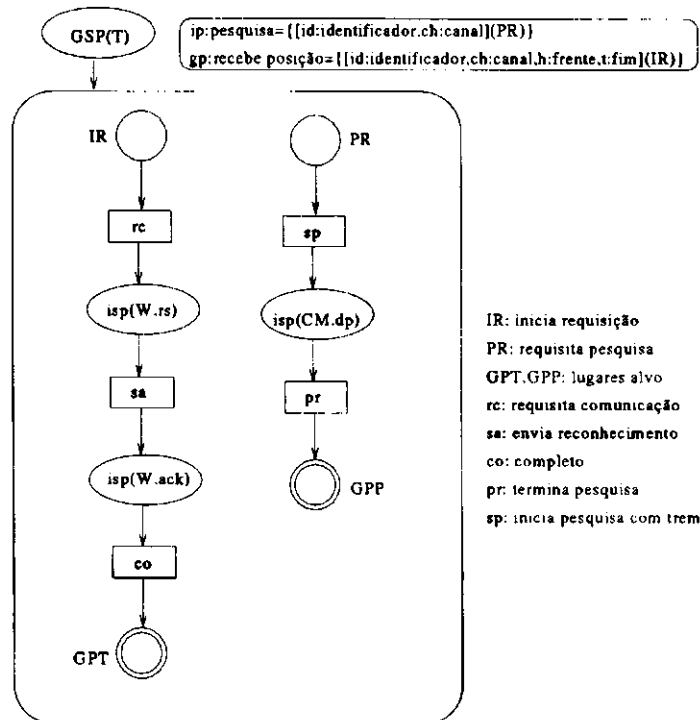 GSP(T)
ip:pesquisa={[id:identificador,ch:canal](PR)}
gp:recebe posição={[id:identificador,ch:canal,h:frente,t:fim](IR)}
IR
PR
rc
sp
isp(W.rs)
isp(CM.dp)
sa
pr
isp(W.ack)
GPP
co
GPT
IR: inicia requisição
PR: requisita pesquisa
GPT,GPP: lugares alvo
rc: requisita comunicação
sa: envia reconhecimento
co: completo
pr: termina pesquisa
sp: inicia pesquisa com trem